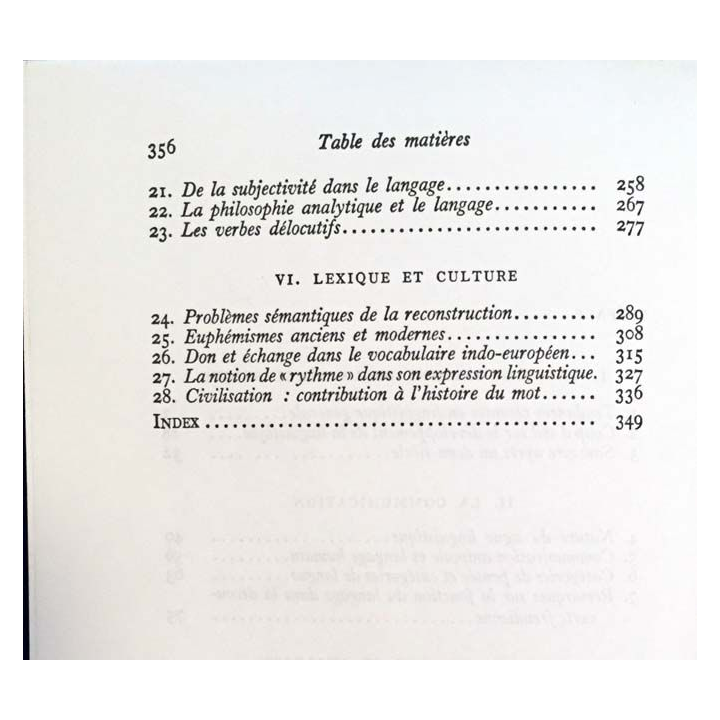 356 Table des matières
21. De la subjectivité dans le langage................ 258
22. La philosophie analytique et le langage........... 267
23. Les verbes délocutifs............................ 277
VI. LEXIQUE ET CULTURE
24. Problèmes sémantiques de la reconstruction......... 289
25. Euphémismes anciens et modernes................ 308
26. Don et échange dans le vocabulaire indo-européen... 315
27. La notion de « rythme » dans son expression linguistique. 327
28. Civilisation : contribution à l'histoire du mot...... 336
INDEX............................................ 349